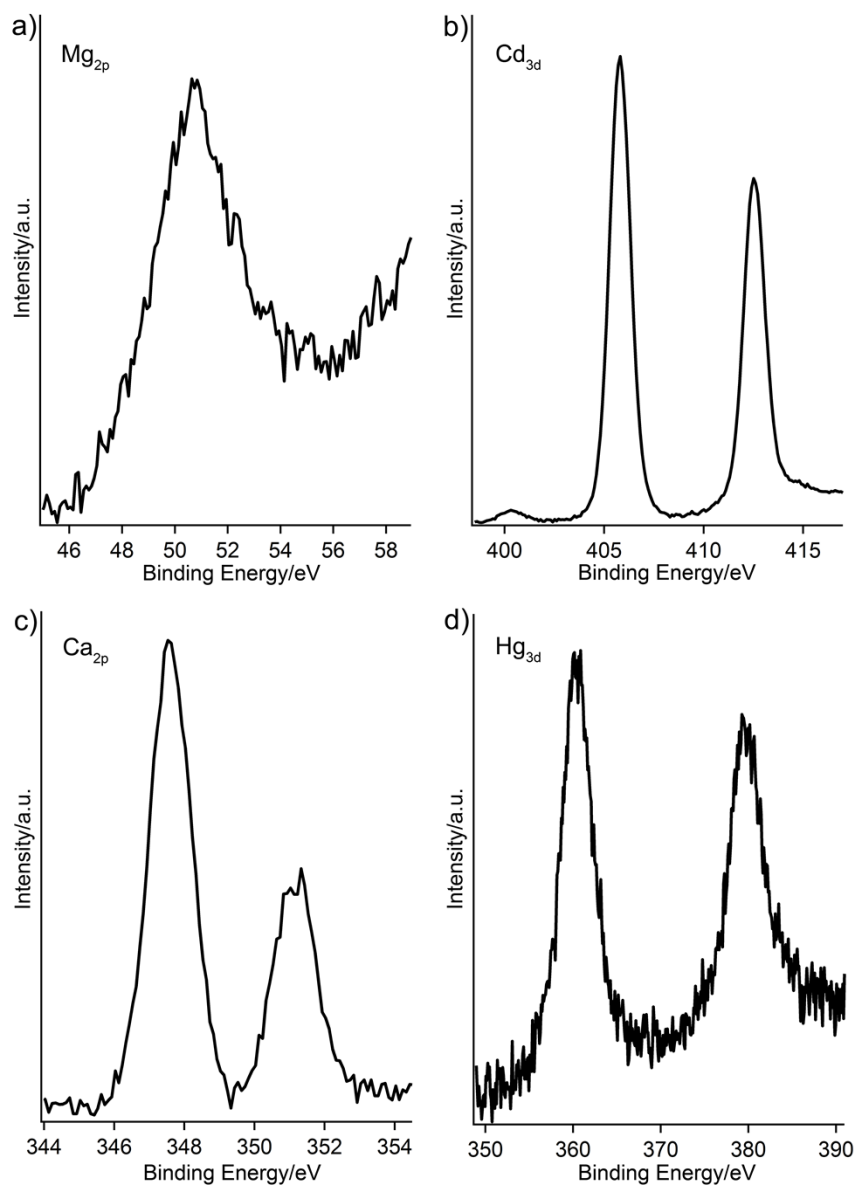 a)
Mg2p
Intensity/a.u.
46 48 50 52 54 56 58
Binding Energy/eV
b)
Cd3d
Intensity/a.u.
400 405 410 415
Binding Energy/eV
c)
Ca2p
Intensity/a.u.
344 346 348 350 352 354
Binding Energy/eV
d)
Hg3d
Intensity/a.u.
350 360 370 380 390
Binding Energy/eV